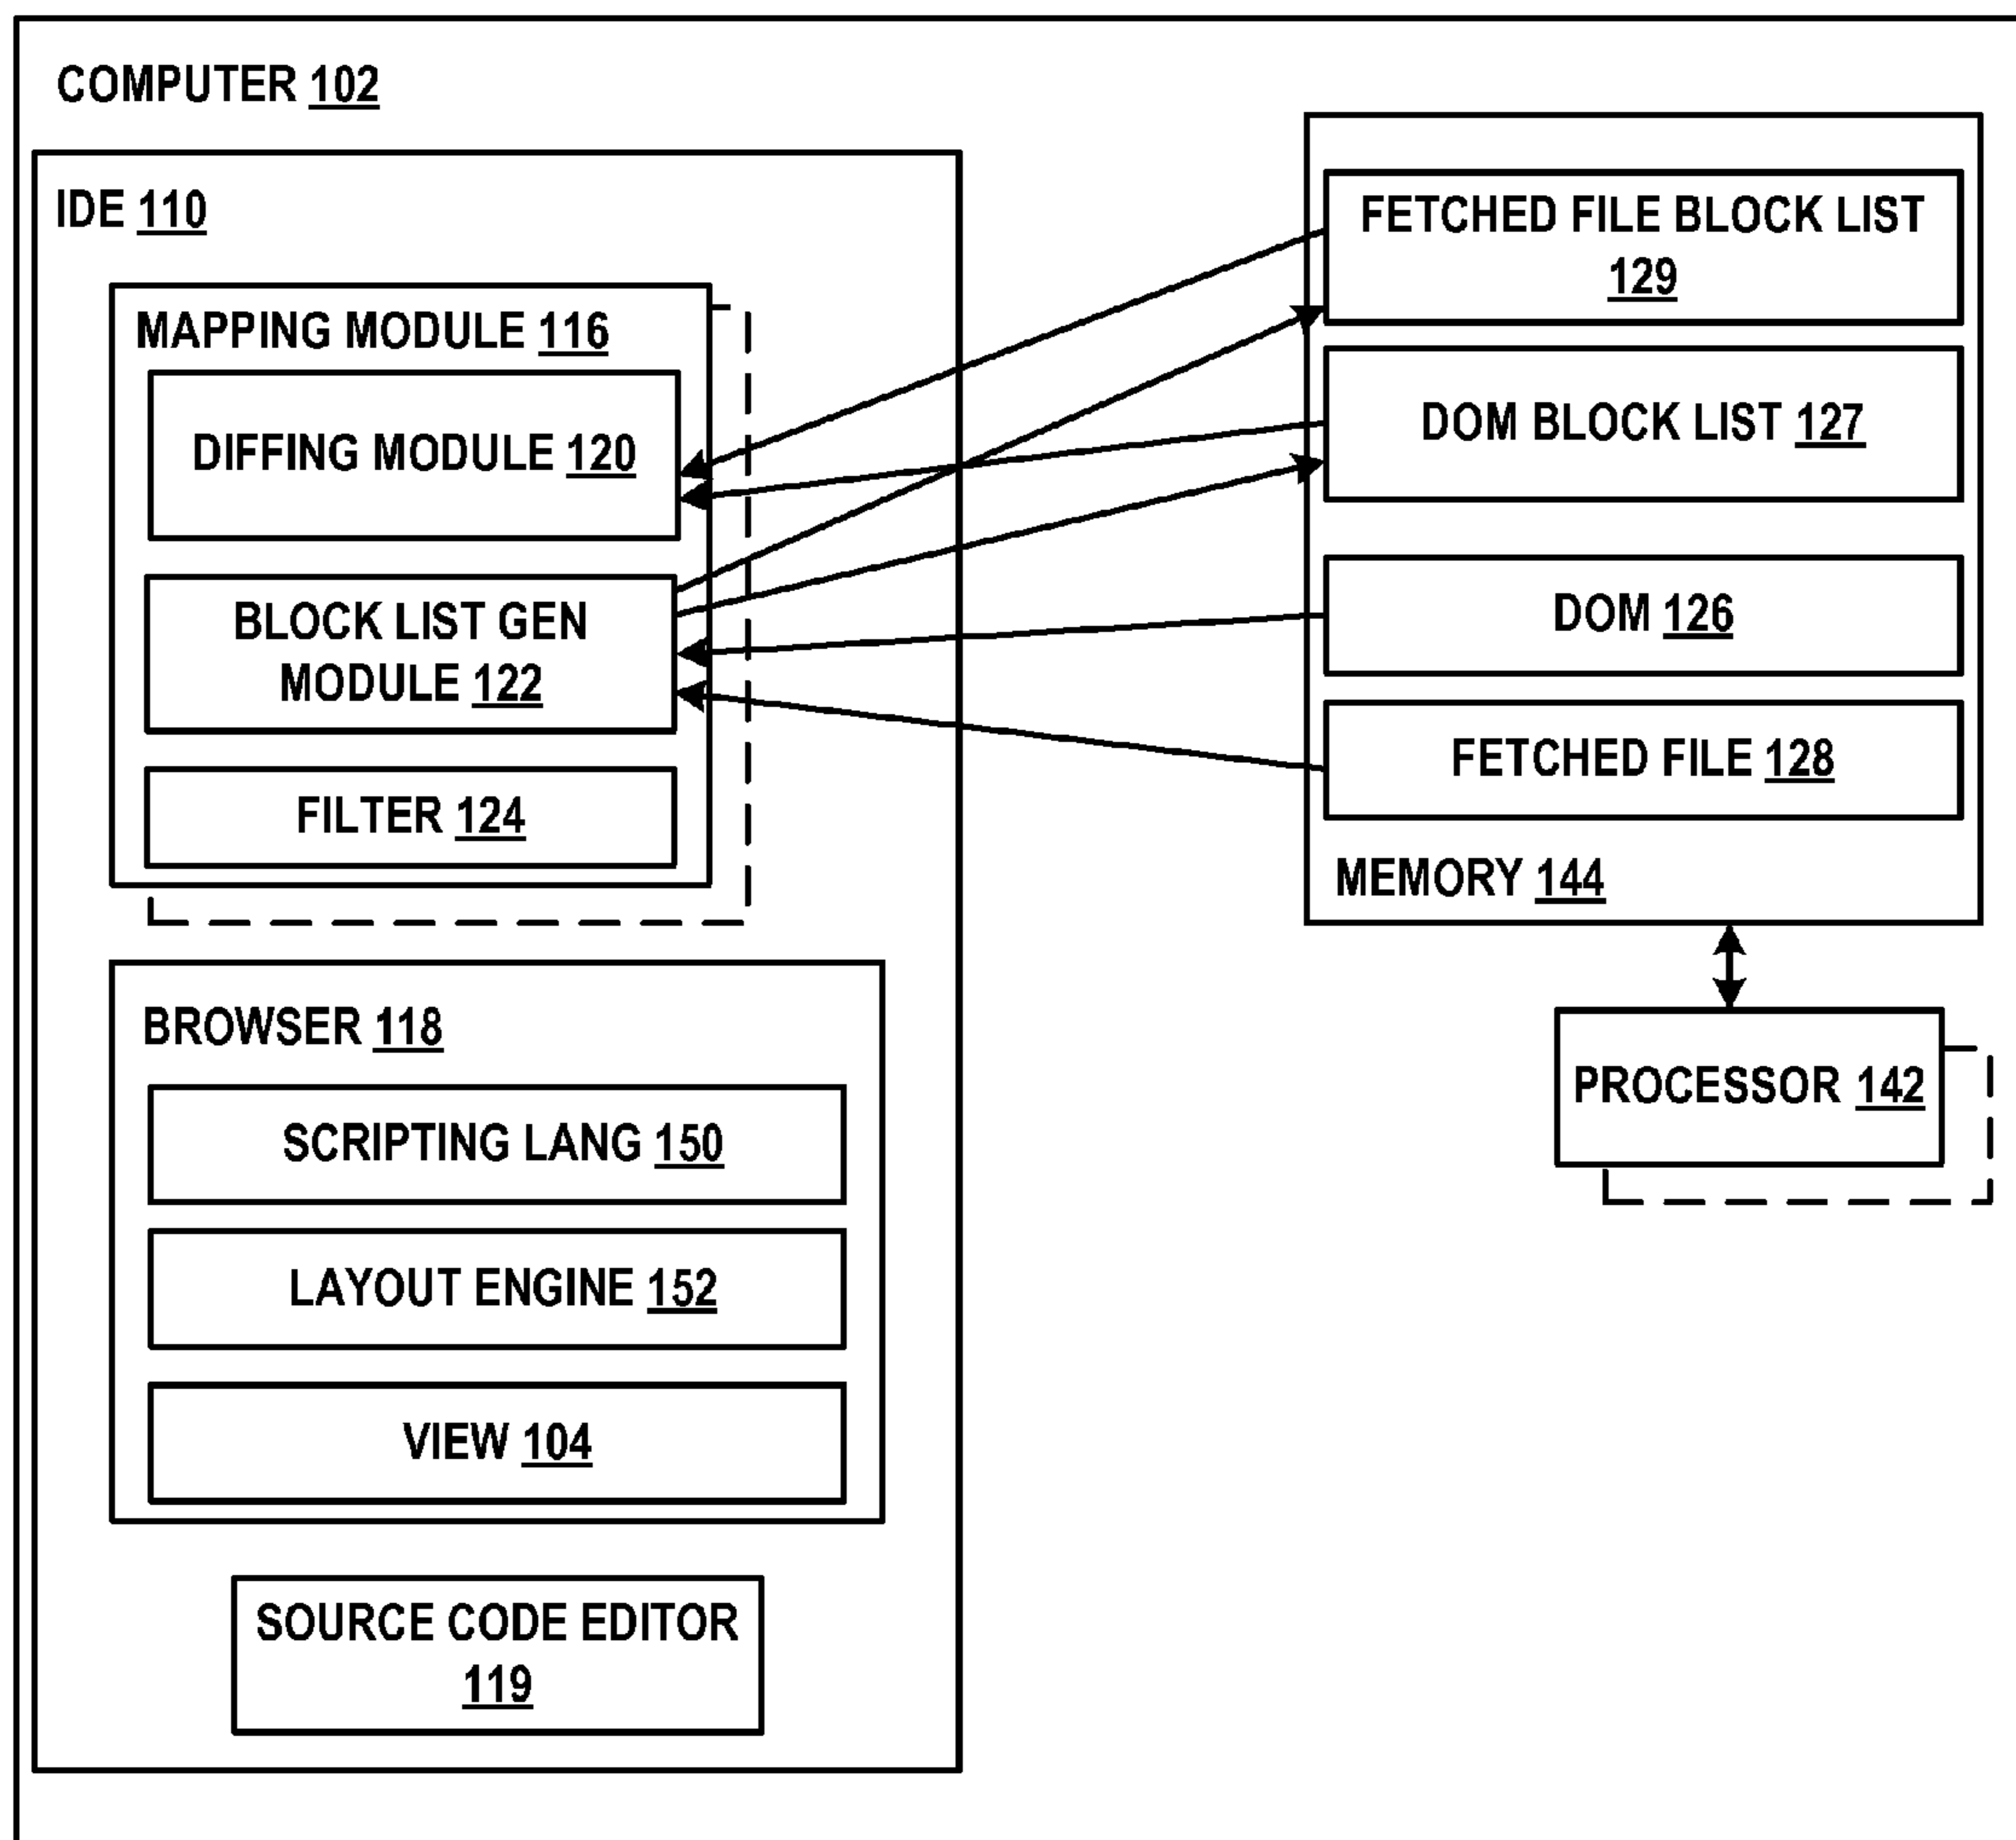 COMPUTER 102
IDE 110
MAPPING MODULE 116
DIFFING MODULE 120
BLOCK LIST GEN
MODULE 122
FILTER 124
BROWSER 118
SCRIPTING LANG 150
LAYOUT ENGINE 152
VIEW 104
SOURCE CODE EDITOR
119
FETCHED FILE BLOCK LIST
129
DOM BLOCK LIST 127
DOM 126
FETCHED FILE 128
MEMORY 144
PROCESSOR 142